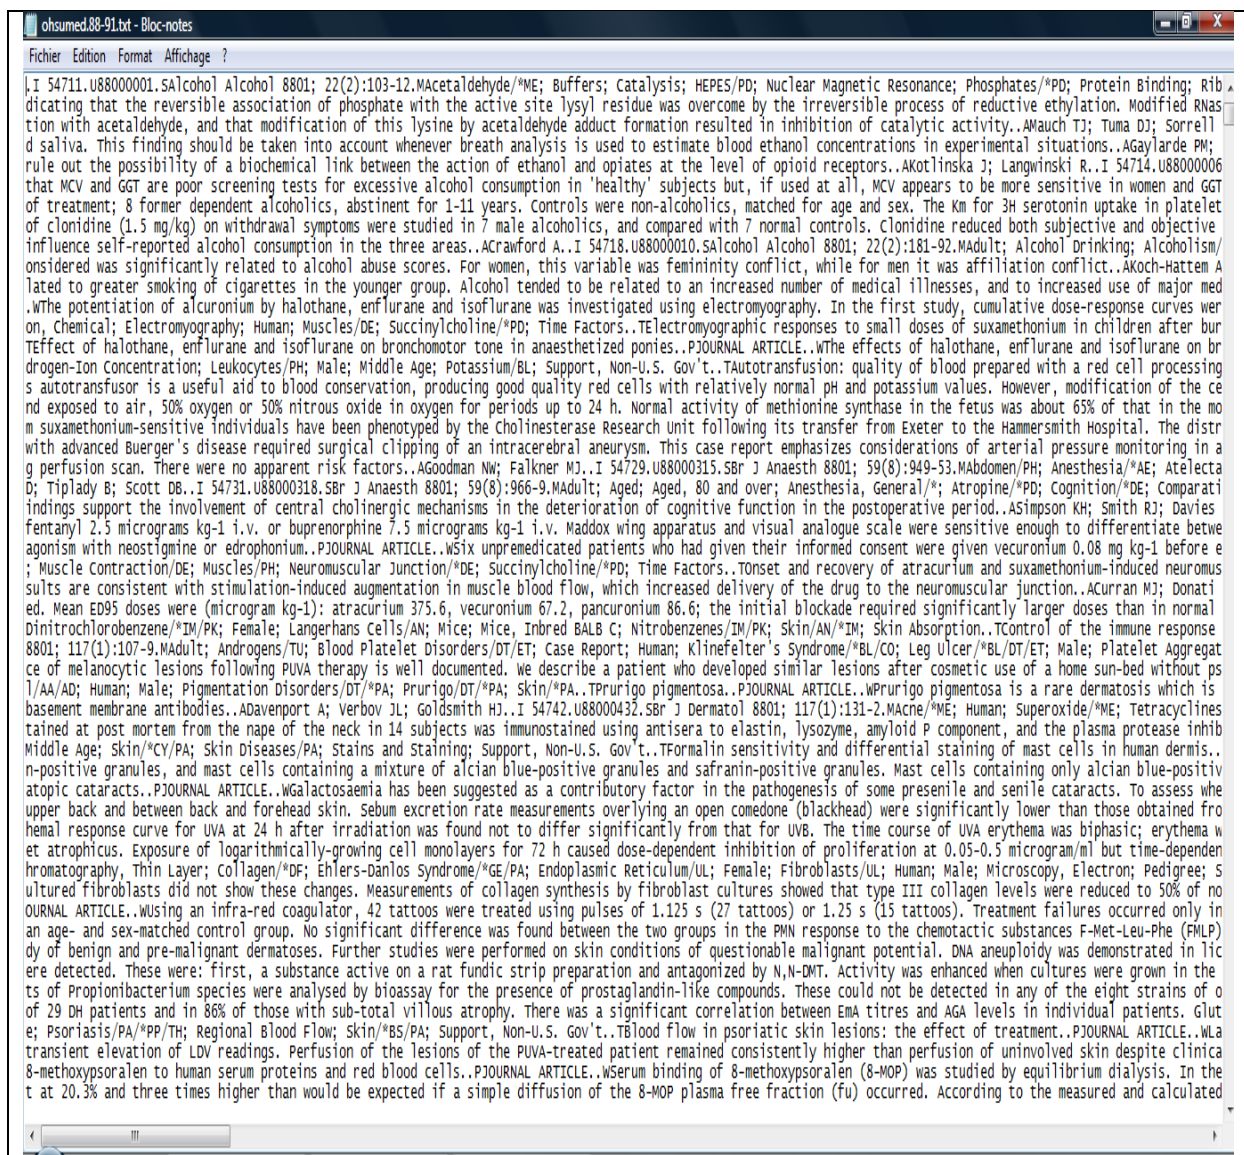 ohsumed.88-91.txt - Bloc-notes
Fichier Edition Format Affichage ?
.I 54711.U88000001.SAlcohol Alcohol 8801; 22(2):103-12.MAcetaldehyde/*ME; Buffers; Catalysis; HEPES/PD; Nuclear Magnetic Resonance; Phosphates/*PD; Protein Binding; Rib
dicating that the reversible association of phosphate with the active site lysyl residue was overcome by the irreversible process of reductive ethylation. Modified RNas
tion with acetaldehyde, and that modification of this lysine by acetaldehyde adduct formation resulted in inhibition of catalytic activity..AMauch TJ; Tuma DJ; Sorrell
d saliva. This finding should be taken into account whenever breath analysis is used to estimate blood ethanol concentrations in experimental situations..AGaylarde PM;
rule out the possibility of a biochemical link between the action of ethanol and opiates at the level of opioid receptors..AKotlinska J; Langwinski R..I 54714.U88000006
that MCV and GGT are poor screening tests for excessive alcohol consumption in 'healthy' subjects but, if used at all, MCV appears to be more sensitive in women and GGT
of treatment; 8 former dependent alcoholics, abstinent for 1-11 years. Controls were non-alcoholics, matched for age and sex. The Km for 3H serotonin uptake in platelet
of clonidine (1.5 mg/kg) on withdrawal symptoms were studied in 7 male alcoholics, and compared with 7 normal controls. Clonidine reduced both subjective and objective
influence self-reported alcohol consumption in the three areas..ACrawford A..I 54718.U88000010.SAlcohol Alcohol 8801; 22(2):181-92.MAdult; Alcohol Drinking; Alcoholism/
onsidered was significantly related to alcohol abuse scores. For women, this variable was femininity conflict, while for men it was affiliation conflict..AKoch-Hattem A
lated to greater smoking of cigarettes in the younger group. Alcohol tended to be related to an increased number of medical illnesses, and to increased use of major med
.WThe potentiation of alcuronium by halothane, enflurane and isoflurane was investigated using electromyography. In the first study, cumulative dose-response curves wer
on, Chemical; Electromyography; Human; Muscles/DE; Succinylcholine/*PD; Time Factors..TElectromyographic responses to small doses of suxamethonium in children after bur
TEffect of halothane, enflurane and isoflurane on bronchomotor tone in anaesthetized ponies..PJOURNAL ARTICLE..WThe effects of halothane, enflurane and isoflurane on br
drogen-Ion Concentration; Leukocytes/PH; Male; Middle Age; Potassium/BL; Support, Non-U.S. Gov't..TAutotransfusion: quality of blood prepared with a red cell processing
s autotransfusor is a useful aid to blood conservation, producing good quality red cells with relatively normal pH and potassium values. However, modification of the ce
nd exposed to air, 50% oxygen or 50% nitrous oxide in oxygen for periods up to 24 h. Normal activity of methionine synthase in the fetus was about 65% of that in the mo
m suxamethonium-sensitive individuals have been phenotyped by the Cholinesterase Research Unit following its transfer from Exeter to the Hammersmith Hospital. The distr
with advanced Buerger's disease required surgical clipping of an intracerebral aneurysm. This case report emphasizes considerations of arterial pressure monitoring in a
g perfusion scan. There were no apparent risk factors..AGoodman NW; Falkner MJ..I 54729.U88000315.SBr J Anaesth 8801; 59(8):949-53.MAbdomen/PH; Anesthesia/*AE; Atelecta
D; Tiplady B; Scott DB..I 54731.U88000318.SBr J Anaesth 8801; 59(8):966-9.MAdult; Aged; Aged, 80 and over; Anesthesia, General/*; Atropine/*PD; Cognition/*DE; Comparati
indings support the involvement of central cholinergic mechanisms in the deterioration of cognitive function in the postoperative period..ASimpson KH; Smith RJ; Davies
fentanyl 2.5 micrograms kg-1 i.v. or buprenorphine 7.5 micrograms kg-1 i.v. Maddox wing apparatus and visual analogue scale were sensitive enough to differentiate betwe
agonism with neostigmine or edrophonium..PJOURNAL ARTICLE..WSix unpremedicated patients who had given their informed consent were given vecuronium 0.08 mg kg-1 before e
; Muscle Contraction/DE; Muscles/PH; Neuromuscular Junction/*DE; Succinylcholine/*PD; Time Factors..TOnset and recovery of atracurium and suxamethonium-induced neuromus
sults are consistent with stimulation-induced augmentation in muscle blood flow, which increased delivery of the drug to the neuromuscular junction..ACurran MJ; Donati
ed. Mean ED95 doses were (microgram kg-1): atracurium 375.6, vecuronium 67.2, pancuronium 86.6; the initial blockade required significantly larger doses than in normal
Dinitrochlorobenzene/*IM/PK; Female; Langerhans Cells/AN; Mice; Mice, Inbred BALB C; Nitrobenzenes/IM/PK; Skin/AN/*IM; Skin Absorption..TControl of the immune response
8801; 117(1):107-9.MAdult; Androgens/TU; Blood Platelet Disorders/DT/ET; Case Report; Human; Klinefelter's Syndrome/*BL/CO; Leg Ulcer/*BL/DT/ET; Male; Platelet Aggregat
ce of melanocytic lesions following PUVA therapy is well documented. We describe a patient who developed similar lesions after cosmetic use of a home sun-bed without ps
l/AA/AD; Human; Male; Pigmentation Disorders/DT/*PA; Prurigo/DT/*PA; Skin/*PA..TPrurigo pigmentosa..PJOURNAL ARTICLE..WPrurigo pigmentosa is a rare dermatosis which is
basement membrane antibodies..ADavenport A; Verbov JL; Goldsmith HJ..I 54742.U88000432.SBr J Dermatol 8801; 117(1):131-2.MAcne/*ME; Human; Superoxide/*ME; Tetracyclines
tained at post mortem from the nape of the neck in 14 subjects was immunostained using antisera to elastin, lysozyme, amyloid P component, and the plasma protease inhib
Middle Age; Skin/*CY/PA; Skin Diseases/PA; Stains and Staining; Support, Non-U.S. Gov't..TFormalin sensitivity and differential staining of mast cells in human dermis..
n-positive granules, and mast cells containing a mixture of alcian blue-positive granules and safranin-positive granules. Mast cells containing only alcian blue-positiv
atopic cataracts..PJOURNAL ARTICLE..WGalactosaemia has been suggested as a contributory factor in the pathogenesis of some presenile and senile cataracts. To assess whe
upper back and between back and forehead skin. Sebum excretion rate measurements overlying an open comedone (blackhead) were significantly lower than those obtained fro
hemal response curve for UVA at 24 h after irradiation was found not to differ significantly from that for UVB. The time course of UVA erythema was biphasic; erythema w
et atrophicus. Exposure of logarithmically-growing cell monolayers for 72 h caused dose-dependent inhibition of proliferation at 0.05-0.5 microgram/ml but time-dependen
hromatography, Thin Layer; Collagen/*DF; Ehlers-Danlos Syndrome/*GE/PA; Endoplasmic Reticulum/UL; Female; Fibroblasts/UL; Human; Male; Microscopy, Electron; Pedigree; S
ultured fibroblasts did not show these changes. Measurements of collagen synthesis by fibroblast cultures showed that type III collagen levels were reduced to 50% of no
OURNAL ARTICLE..WUsing an infra-red coagulator, 42 tattoos were treated using pulses of 1.125 s (27 tattoos) or 1.25 s (15 tattoos). Treatment failures occurred only in
an age- and sex-matched control group. No significant difference was found between the two groups in the PMN response to the chemotactic substances F-Met-Leu-Phe (FMLP)
dy of benign and pre-malignant dermatoses. Further studies were performed on skin conditions of questionable malignant potential. DNA aneuploidy was demonstrated in lic
ere detected. These were: first, a substance active on a rat fundic strip preparation and antagonized by N,N-DMT. Activity was enhanced when cultures were grown in the
ts of Propionibacterium species were analysed by bioassay for the presence of prostaglandin-like compounds. These could not be detected in any of the eight strains of o
of 29 DH patients and in 86% of those with sub-total villous atrophy. There was a significant correlation between EmA titres and AGA levels in individual patients. Glut
e; Psoriasis/PA/*PP/TH; Regional Blood Flow; Skin/*BS/PA; Support, Non-U.S. Gov't..TBlood flow in psoriatic skin lesions: the effect of treatment..PJOURNAL ARTICLE..WLa
transient elevation of LDV readings. Perfusion of the lesions of the PUVA-treated patient remained consistently higher than perfusion of uninvolved skin despite clinica
8-methoxypsoralen to human serum proteins and red blood cells..PJOURNAL ARTICLE..WSerum binding of 8-methoxypsoralen (8-MOP) was studied by equilibrium dialysis. In the
t at 20.3% and three times higher than would be expected if a simple diffusion of the 8-MOP plasma free fraction (fu) occurred. According to the measured and calculated